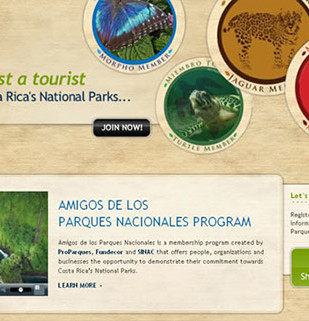 MORPHO MEMBER
JAGUAR ME
st a tourist
Rica's National Parks...
MIEMBRO TO
TURTLE MEMBER
JOIN NOW!
AMIGOS DE LOS
PARQUES NACIONALES PROGRAM
Amigos de los Parques Nacionales is a membership program created by
ProParques, Fundecor and SINAC that offers people, organizations and
businesses the opportunity to demonstrate their commitment towards
Costa Rica's National Parks.
LEARN MORE >
Let's
Regist
inform
Parque
Sh